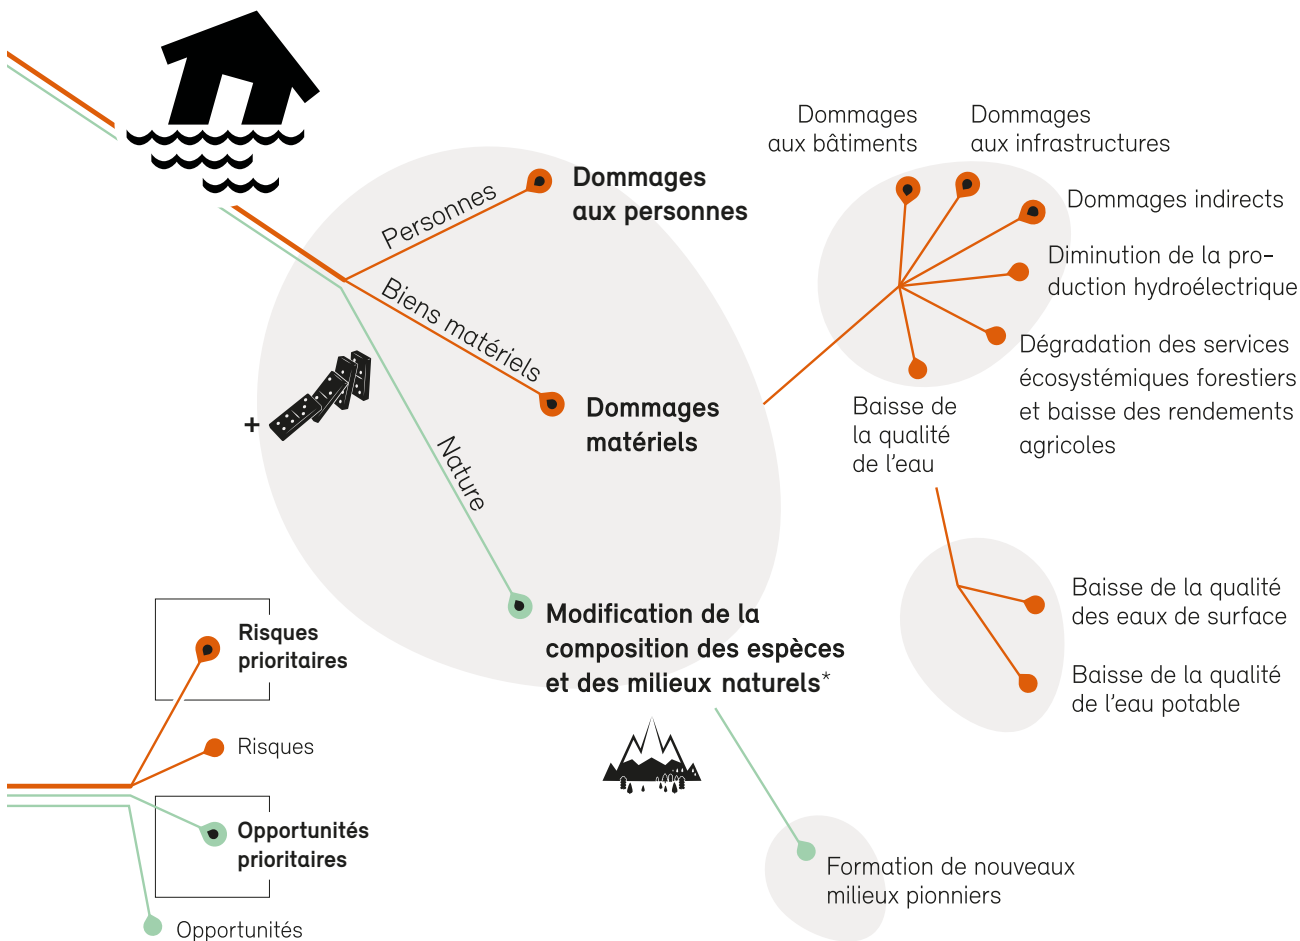 Dommages
aux bâtiments
Dommages
aux infrastructures
Dommages indirects
Diminution de la pro-
duction hydroélectrique
Dégradation des services
écosystémiques forestiers
et baisse des rendements
agricoles
Baisse de
la qualité
de l'eau
Personnes
Dommages
aux personnes
Biens matériels
Dommages
matériels
+
Nature
Modification de la
composition des espèces
et des milieux naturels*
Baisse de la qualité
des eaux de surface
Baisse de la qualité
de l'eau potable
Formation de nouveaux
milieux pionniers
Risques
prioritaires
Risques
Opportunités
prioritaires
Opportunités